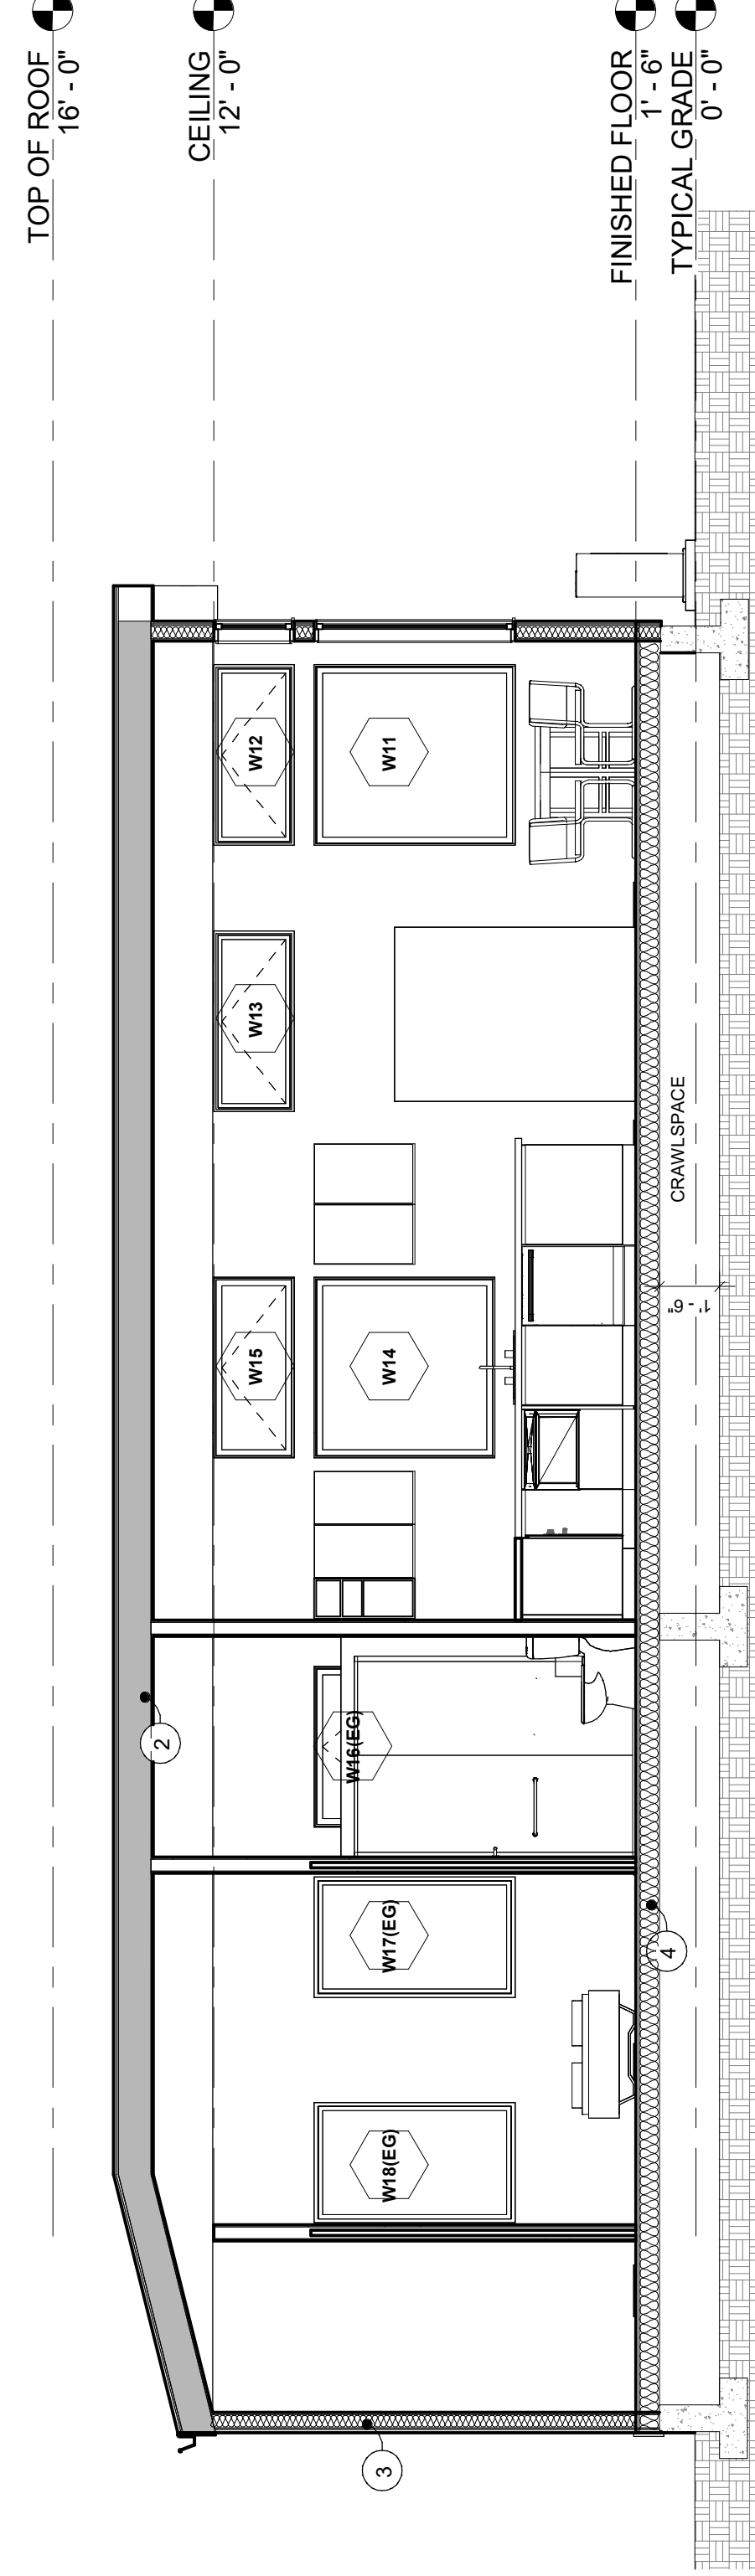 TOP OF ROOF
16' - 0"
CEILING
12' - 0"
FINISHED FLOOR
1' - 6"
TYPICAL GRADE
0' - 0"
W12
W11
W13
W15
W14
W16(EG)
W17(EG)
W18(EG)
CRAWLSPACE
1' - 6"
2
4
3